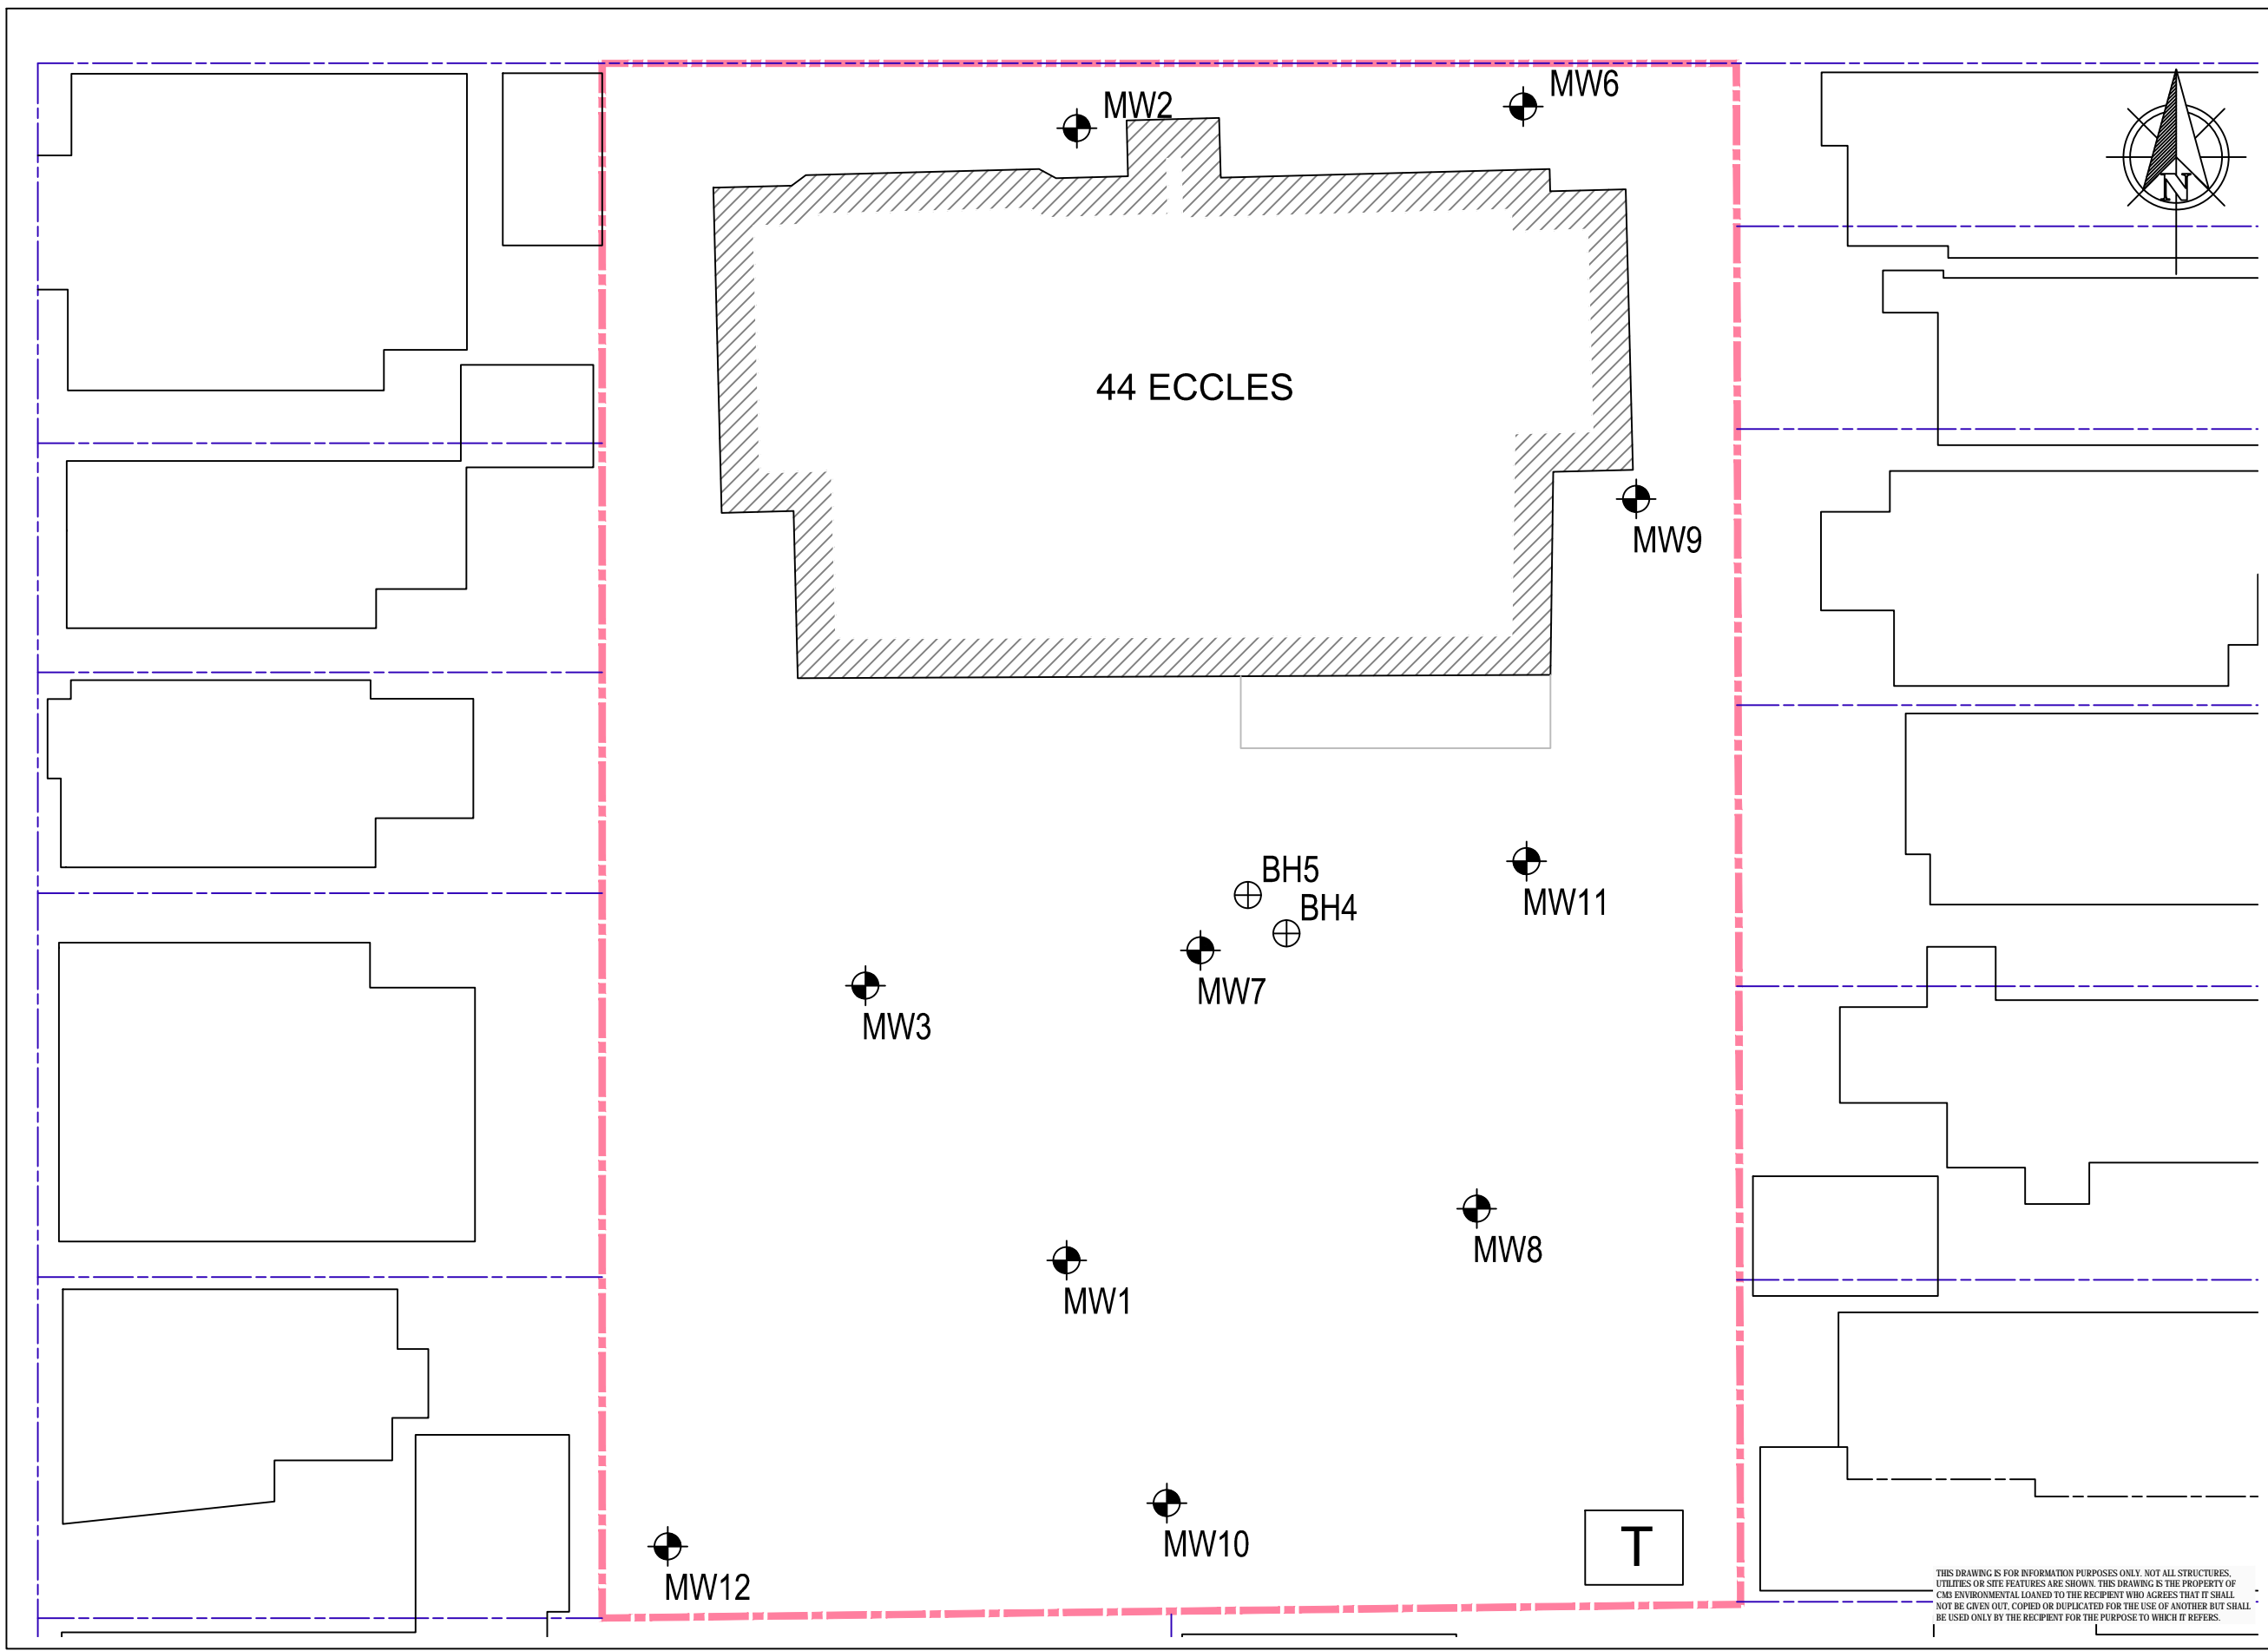 MW6
MW2
N
44 ECCLES
MW9
BH5
BH4
MW11
MW7
MW3
MW8
MW1
MW10
T
MW12
THIS DRAWING IS FOR INFORMATION PURPOSES ONLY. NOT ALL STRUCTURES,
UTILITIES OR SITE FEATURES ARE SHOWN. THIS DRAWING IS THE PROPERTY OF
CM3 ENVIRONMENTAL LOANED TO THE RECIPIENT WHO AGREES THAT IT SHALL
NOT BE GIVEN OUT, COPIED OR DUPLICATED FOR THE USE OF ANOTHER BUT SHALL
BE USED ONLY BY THE RECIPIENT FOR THE PURPOSE TO WHICH IT REFERS.